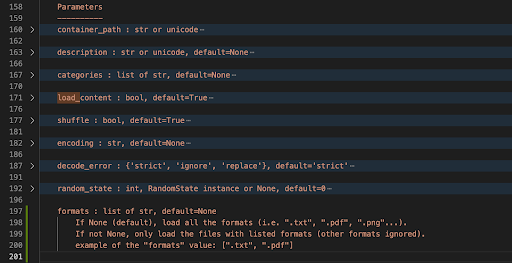 158 Parameters
159 ----------
160 > container_path : str or unicode⋯
162
163 > description : str or unicode, default=None⋯
166
167 > categories : list of str, default=None⋯
170
171 > load_content : bool, default=True⋯
176
177 > shuffle : bool, default=True⋯
181
182 > encoding : str, default=None⋯
186
187 > decode_error : {'strict', 'ignore', 'replace'}, default='strict'⋯
191
192 > random_state : int, RandomState instance or None, default=0⋯
196
197 formats : list of str, default=None
198 If None (default), load all the formats (i.e. ".txt", ".pdf", ".png"...).
199 If not None, only load the files with listed formats (other formats ignored).
200 example of the "formats" value: [".txt", ".pdf"]
201